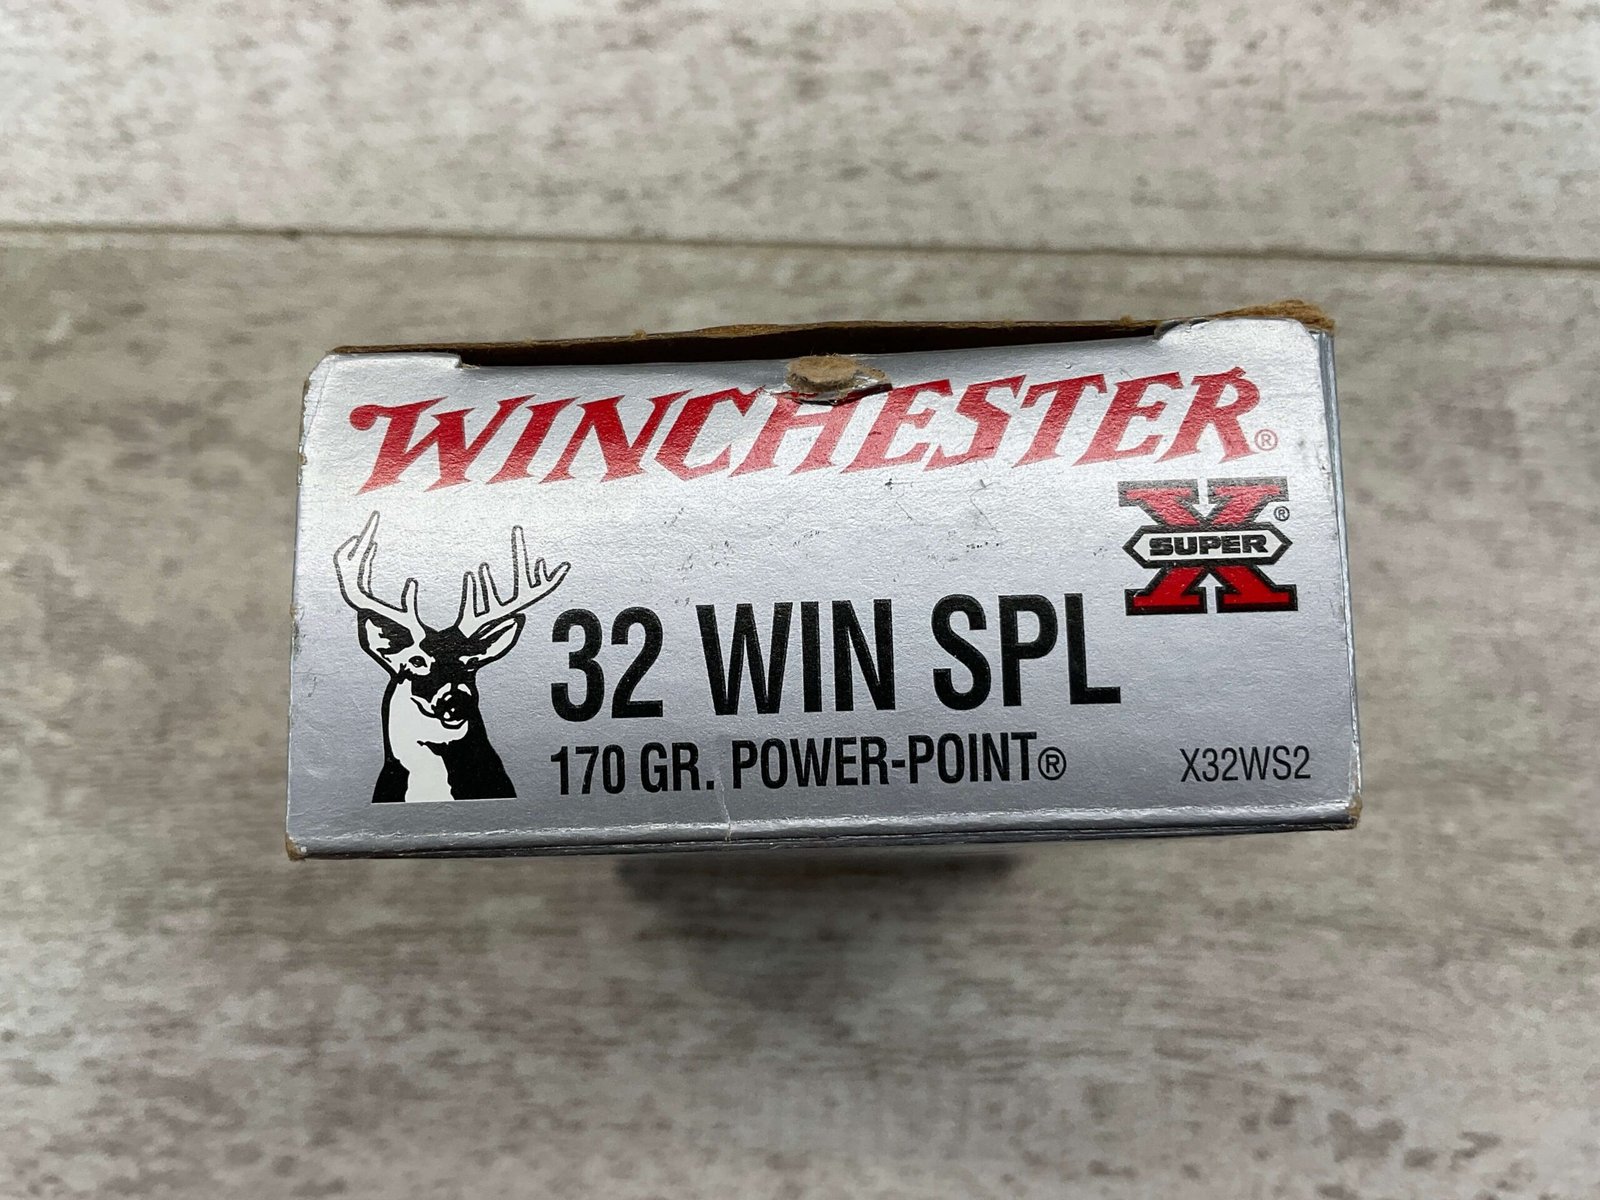 WINCHESTER®
X®
SUPER
32 WIN SPL
170 GR. POWER-POINT®
X32WS2